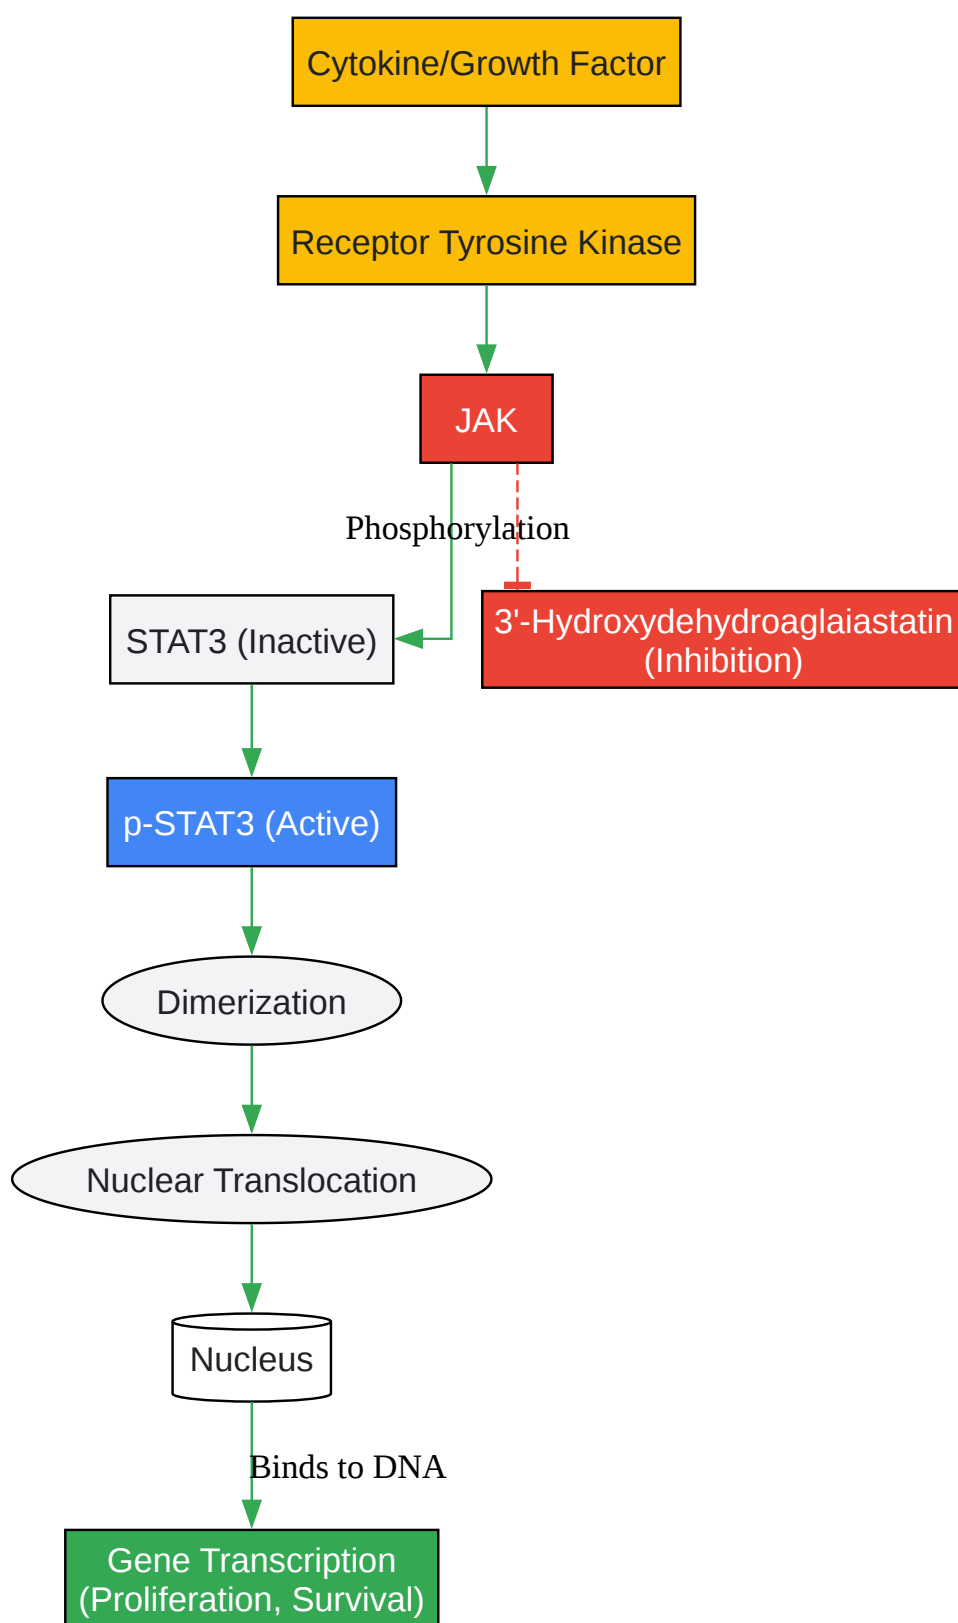 Cytokine/Growth Factor
Receptor Tyrosine Kinase
JAK
Phosphorylation
STAT3 (Inactive)
3'-Hydroxydehydroaglaiastatin
(Inhibition)
p-STAT3 (Active)
Dimerization
Nuclear Translocation
Nucleus
Binds to DNA
Gene Transcription
(Proliferation, Survival)